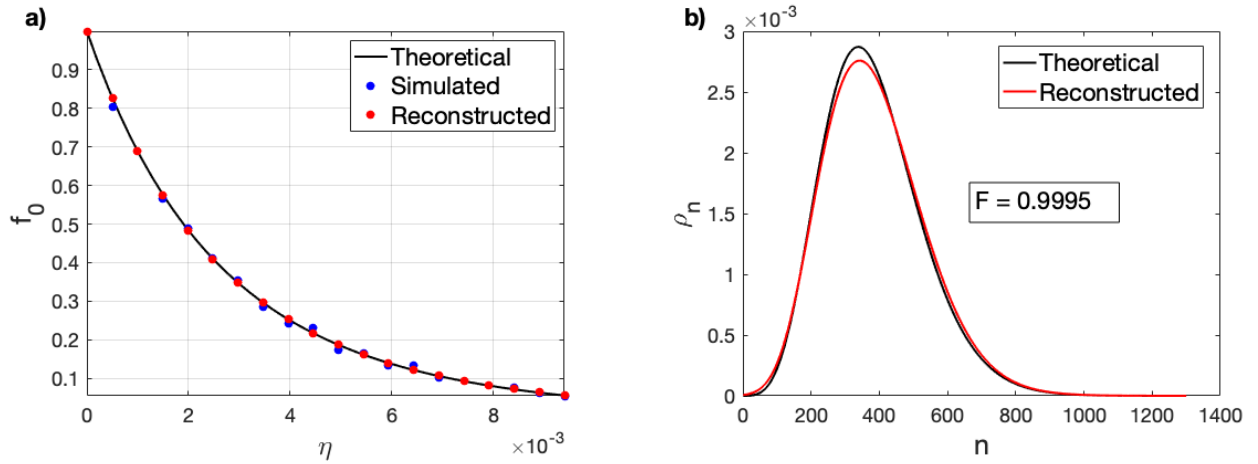 a)
f₀
0.9
0.8
0.7
0.6
0.5
0.4
0.3
0.2
0.1
0
2
4
6
8
×10⁻³
η
Theoretical
Simulated
Reconstructed
b)
×10⁻³
ρₙ
3
2.5
2
1.5
1
0.5
0
0
200
400
600
800
1000
1200
1400
n
Theoretical
Reconstructed
F = 0.9995